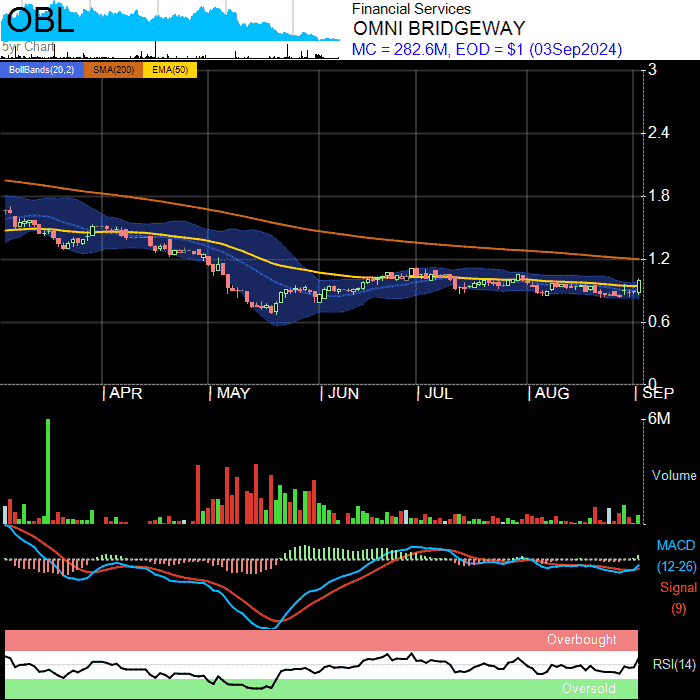 OBL
5yr Chart
Financial Services
OMNI BRIDGEWAY
MC = 282.6M, EOD = $1 (03Sep2024)
BollBands(20,2) SMA(200) EMA(50)
3
2.4
1.8
1.2
0.6
0
APR MAY JUN JUL AUG SEP
6M
Volume
MACD
(12-26)
Signal
(9)
Overbought
RSI(14)
Oversold